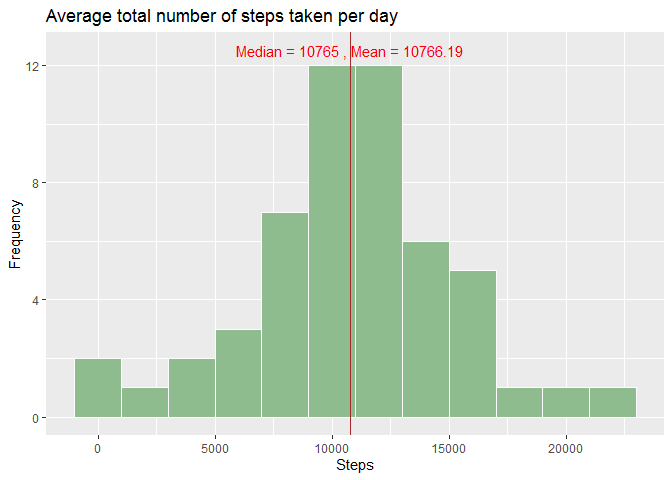 Average total number of steps taken per day
Median = 10765 , Mean = 10766.19
12
8
4
0
Frequency
0 5000 10000 15000 20000
Steps